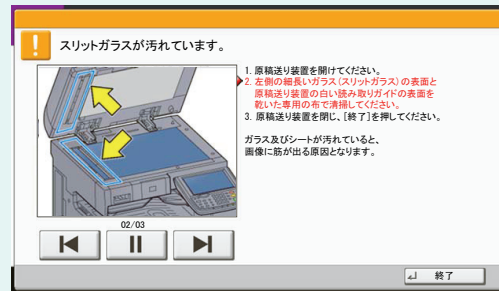 スリットガラスが汚れています。
1. 原稿送り装置を開けてください。
2. 左側の細長いガラス（スリットガラス）の表面と
原稿送り装置の白い読み取りガイドの表面を
乾いた専用の布で清掃してください。
3. 原稿送り装置を閉じ、［終了］を押してください。
ガラス及びシートが汚れていると、
画像に筋が出る原因となります。
02/03
終了